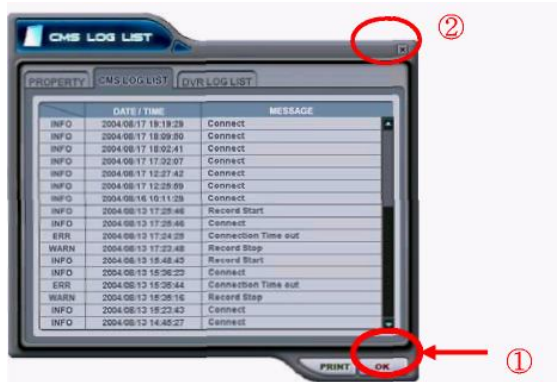 ②
CMS LOG LIST
PROPERTY CMS LOG LIST DVR LOG LIST
DATE / TIME MESSAGE
INFO 2004/08/17 19:19:29 Connect
INFO 2004/08/17 18:09:50 Connect
INFO 2004/08/17 18:02:41 Connect
INFO 2004/08/17 17:32:07 Connect
INFO 2004/08/17 12:27:42 Connect
INFO 2004/08/17 12:25:59 Connect
INFO 2004/08/16 10:11:29 Connect
INFO 2004/08/13 17:25:46 Record Start
INFO 2004/08/13 17:25:46 Connect
ERR 2004/08/13 17:24:29 Connection Time out
WARN 2004/08/13 17:23:48 Record Stop
INFO 2004/08/13 15:48:43 Record Start
INFO 2004/08/13 15:36:23 Connect
ERR 2004/08/13 15:35:44 Connection Time out
WARN 2004/08/13 15:35:16 Record Stop
INFO 2004/08/13 15:23:43 Connect
INFO 2004/08/13 14:45:27 Connect
PRINT OK
①